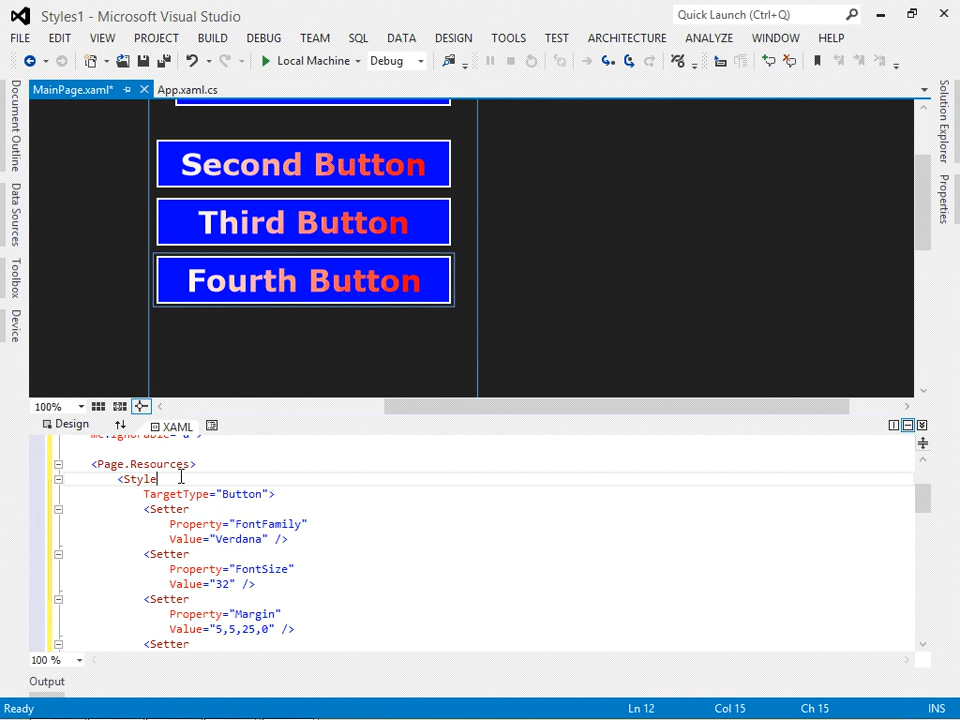 Styles1 - Microsoft Visual Studio
Quick Launch (Ctrl+Q)
FILE EDIT VIEW PROJECT BUILD DEBUG TEAM SQL DATA DESIGN TOOLS TEST ARCHITECTURE ANALYZE WINDOW HELP
Local Machine Debug
MainPage.xaml* App.xaml.cs
Document Outline
Data Sources
Toolbox
Device
Solution Explorer
Properties
Second Button
Third Button
Fourth Button
100%
Design XAML
mc:Ignorable="d">
<Page.Resources>
<Style
TargetType="Button">
<Setter
Property="FontFamily"
Value="Verdana" />
<Setter
Property="FontSize"
Value="32" />
<Setter
Property="Margin"
Value="5,5,25,0" />
<Setter
100 %
Output
Ready Ln 12 Col 15 Ch 15 INS